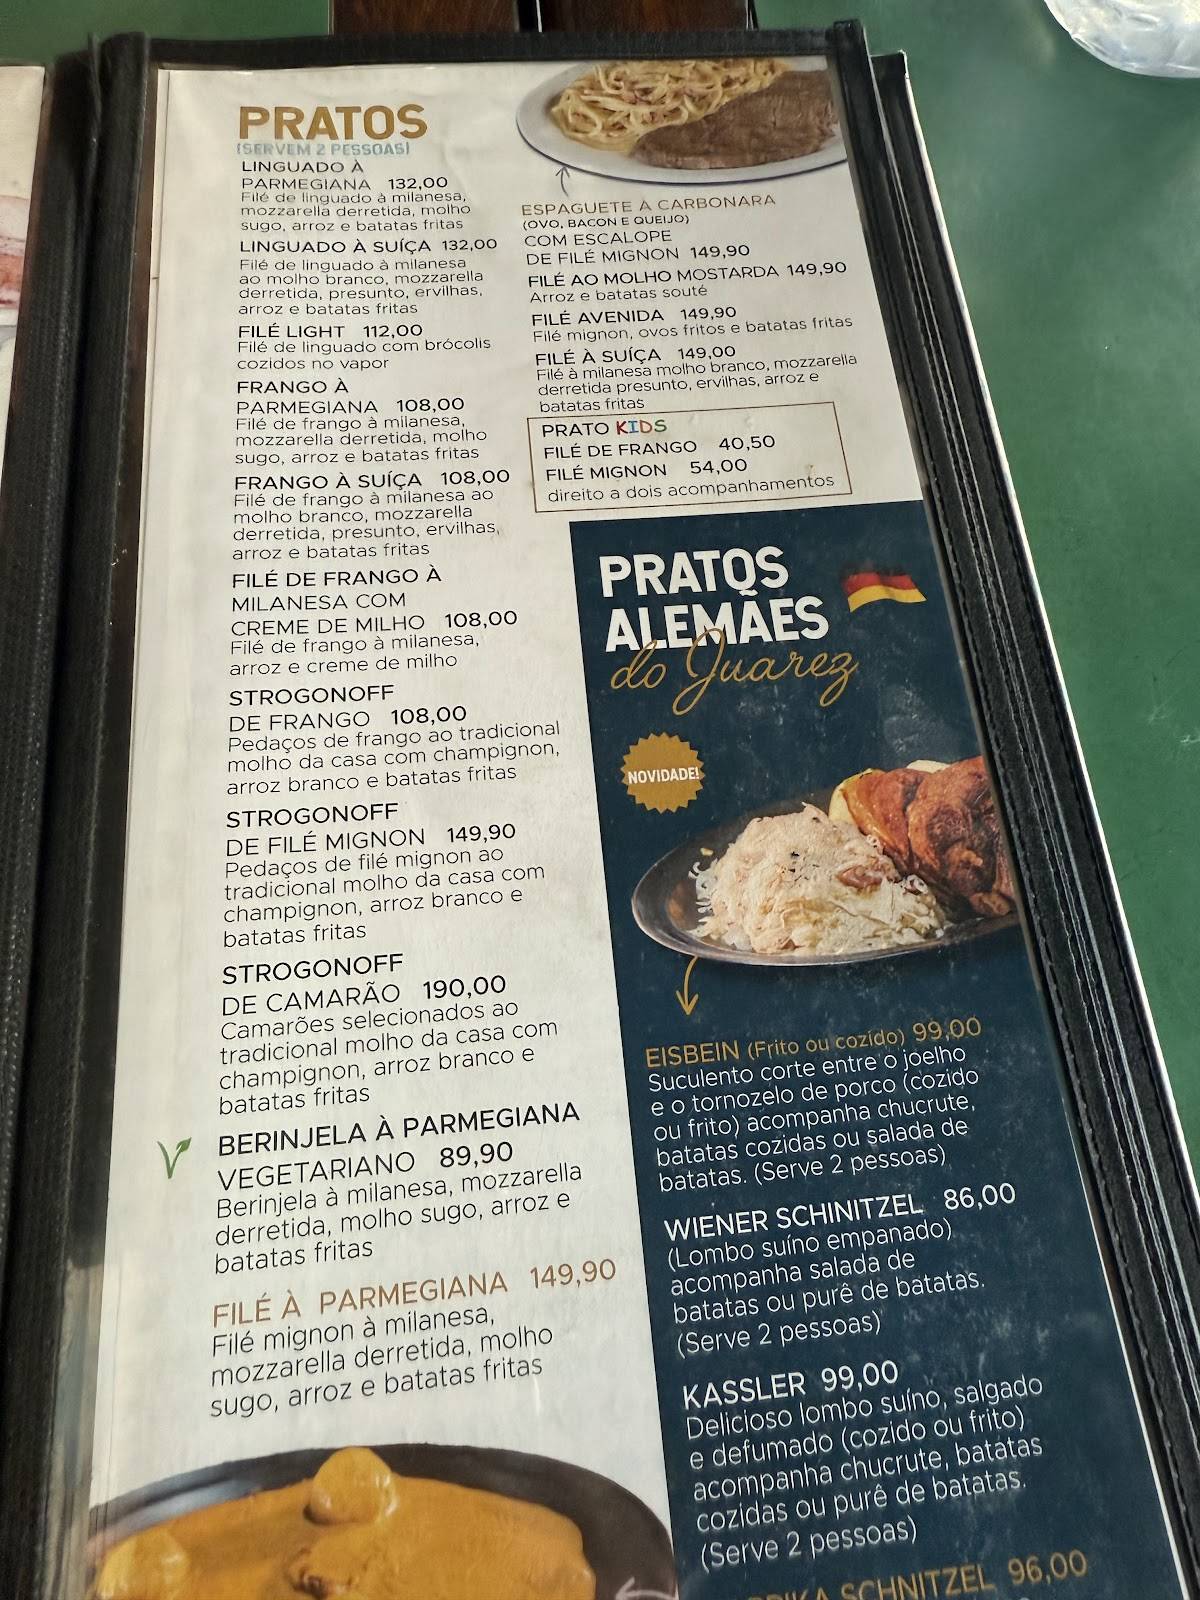 PRATOS
(SERVEM 2 PESSOAS)
LINGUADO À
PARMEGIANA 132,00
Filé de linguado à milanesa,
mozzarella derretida, molho
sugo, arroz e batatas fritas
LINGUADO À SUÍÇA 132,00
Filé de linguado à milanesa
ao molho branco, mozzarella
derretida, presunto, ervilhas,
arroz e batatas fritas
FILÉ LIGHT 112,00
Filé de linguado com brócolis
cozidos no vapor
FRANGO À
PARMEGIANA 108,00
Filé de frango à milanesa,
mozzarella derretida, molho
sugo, arroz e batatas fritas
FRANGO À SUÍÇA 108,00
Filé de frango à milanesa ao
molho branco, mozzarella
derretida, presunto, ervilhas,
arroz e batatas fritas
FILÉ DE FRANGO À
MILANESA COM
CREME DE MILHO 108,00
Filé de frango à milanesa,
arroz e creme de milho
STROGONOFF
DE FRANGO 108,00
Pedaços de frango ao tradicional
molho da casa com champignon,
arroz branco e batatas fritas
STROGONOFF
DE FILÉ MIGNON 149,90
Pedaços de filé mignon ao
tradicional molho da casa com
champignon, arroz branco e
batatas fritas
STROGONOFF
DE CAMARÃO 190,00
Camarões selecionados ao
tradicional molho da casa com
champignon, arroz branco e
batatas fritas
BERINJELA À PARMEGIANA
VEGETARIANO 89,90
Berinjela à milanesa, mozzarella
derretida, molho sugo, arroz e
batatas fritas
FILÉ À PARMEGIANA 149,90
Filé mignon à milanesa,
mozzarella derretida, molho
sugo, arroz e batatas fritas
ESPAGUETE À CARBONARA
(OVO, BACON E QUEIJO)
COM ESCALOPE
DE FILÉ MIGNON 149,90
FILÉ AO MOLHO MOSTARDA 149,90
Arroz e batatas souté
FILÉ AVENIDA 149,90
Filé mignon, ovos fritos e batatas fritas
FILÉ À SUÍÇA 149,00
Filé à milanesa molho branco, mozzarella
derretida presunto, ervilhas, arroz e
batatas fritas
PRATO KIDS
FILÉ DE FRANGO 40,50
FILÉ MIGNON 54,00
direito a dois acompanhamentos
PRATOS
ALEMÃES
do Juarez
NOVIDADE!
EISBEIN (Frito ou cozido) 99,00
Suculento corte entre o joelho
e o tornozelo de porco (cozido
ou frito) acompanha chucrute,
batatas cozidas ou salada de
batatas. (Serve 2 pessoas)
WIENER SCHINITZEL 86,00
(Lombo suíno empanado)
acompanha salada de
batatas ou purê de batatas.
(Serve 2 pessoas)
KASSLER 99,00
Delicioso lombo suíno, salgado
e defumado (cozido ou frito)
acompanha chucrute, batatas
cozidas ou purê de batatas.
(Serve 2 pessoas)
SCHNITZEL 96,00